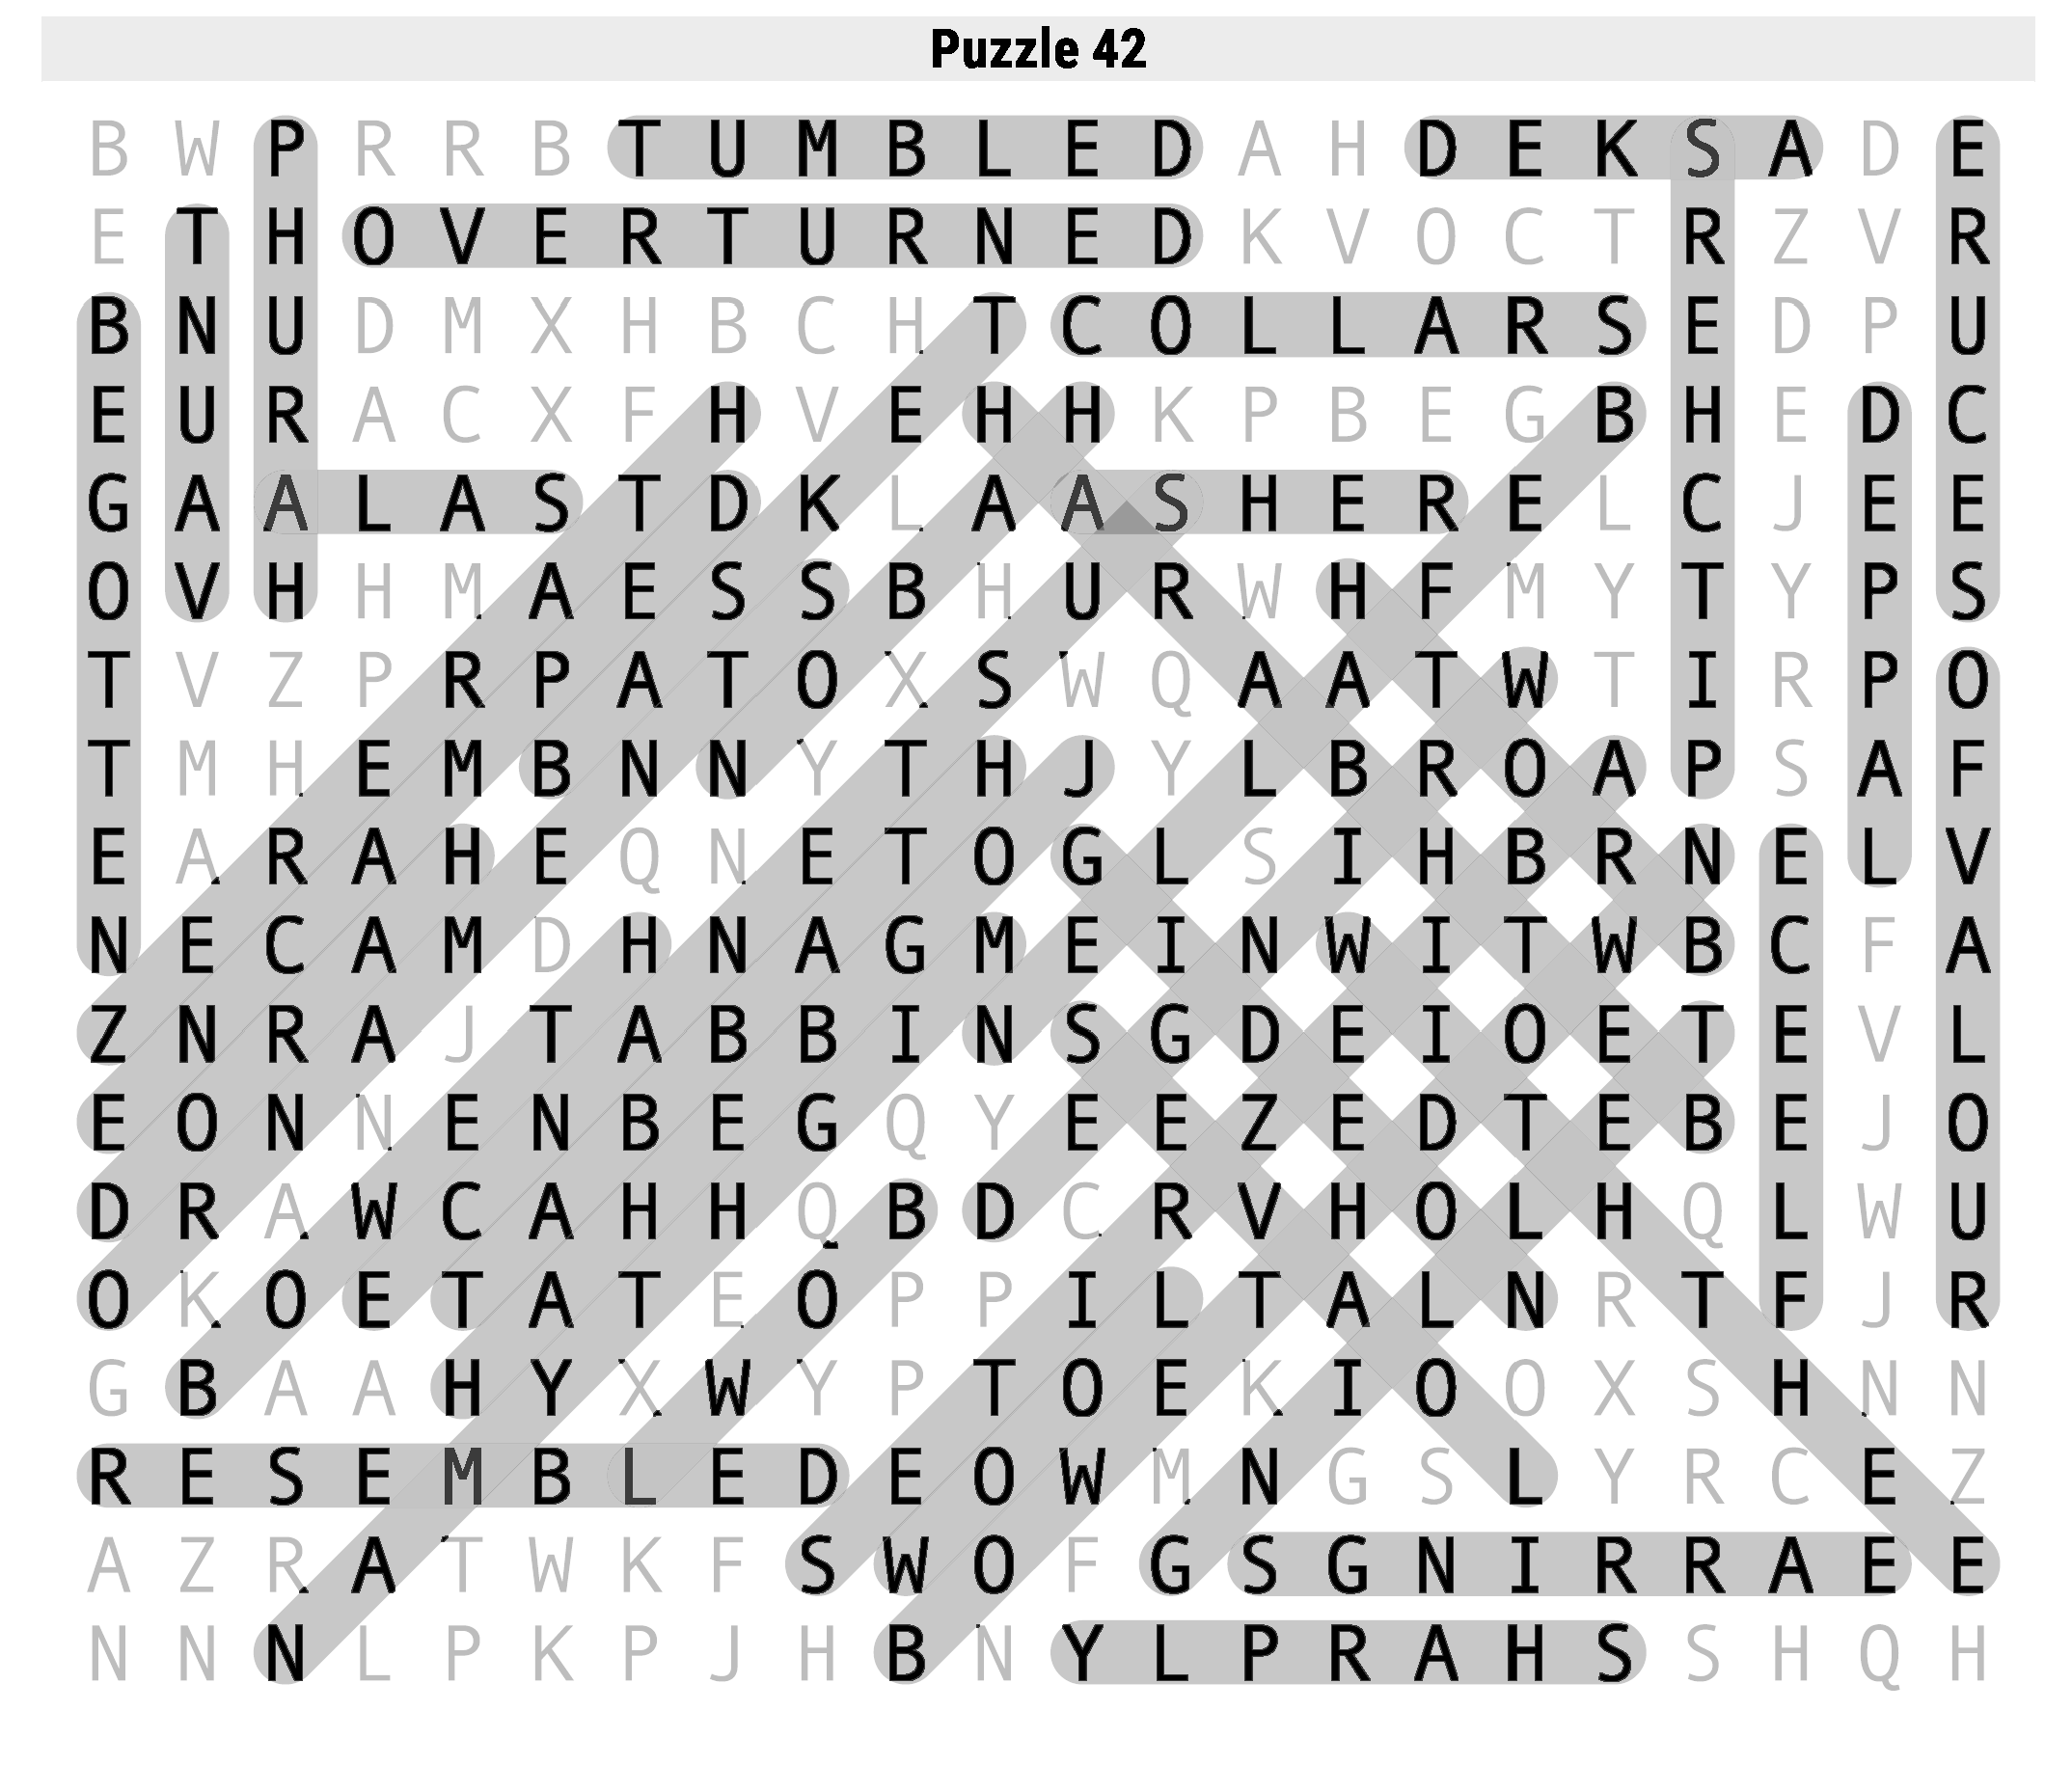 Puzzle 42
B W P R R B T U M B L E D A H D E K S A D E
E T H O V E R T U R N E D K V O C T R Z V R
B N U D M X H B C H T C O L L A R S E D P U
E U R A C X F H V E H H K P B E G B H E D C
G A A L A S T D K L A A S H E R E L C J E E
O V H H M A E S S B H U R W H F M Y T Y P S
T V Z P R P A T O X S W Q A A T W T I R P O
T M H E M B N N Y T H J Y L B R O A P S A F
E A R A H E Q N E T O G L S I H B R N E L V
N E C A M D H N A G M E I N W I T W B C F A
Z N R A J T A B B I N S G D E I O E T E V L
E O N N E N B E G Q Y E E Z E D T E B E J O
D R A W C A H H Q B D C R V H O L H Q L W U
O K O E T A T E O P P I L T A L N R T F J R
G B A A H Y X W Y P T O E K I O O X S H N N
R E S E M B L E D E O W M N G S L Y R C E Z
A Z R A T W K F S W O F G S G N I R R A E E
N N N L P K P J H B N Y L P R A H S S H Q H